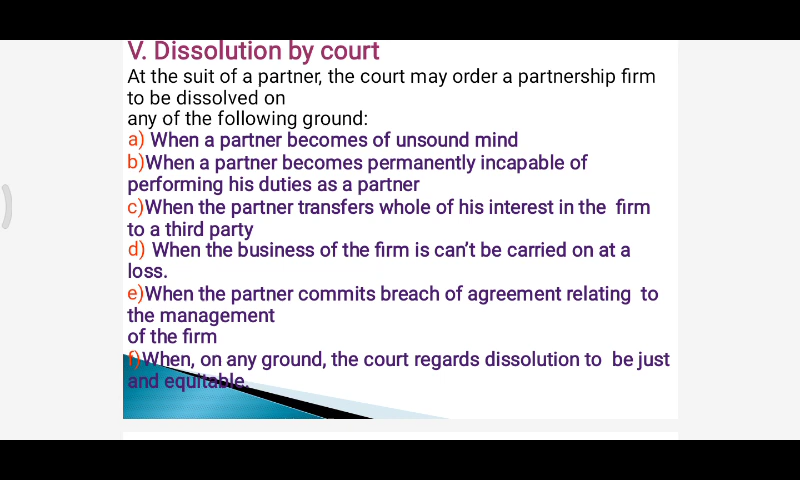 V. Dissolution by court
At the suit of a partner, the court may order a partnership firm
to be dissolved on
any of the following ground:
a) When a partner becomes of unsound mind
b)When a partner becomes permanently incapable of
performing his duties as a partner
c)When the partner transfers whole of his interest in the firm
to a third party
d) When the business of the firm is can't be carried on at a
loss.
e)When the partner commits breach of agreement relating to
the management
of the firm
f)When, on any ground, the court regards dissolution to be just
and equitable.